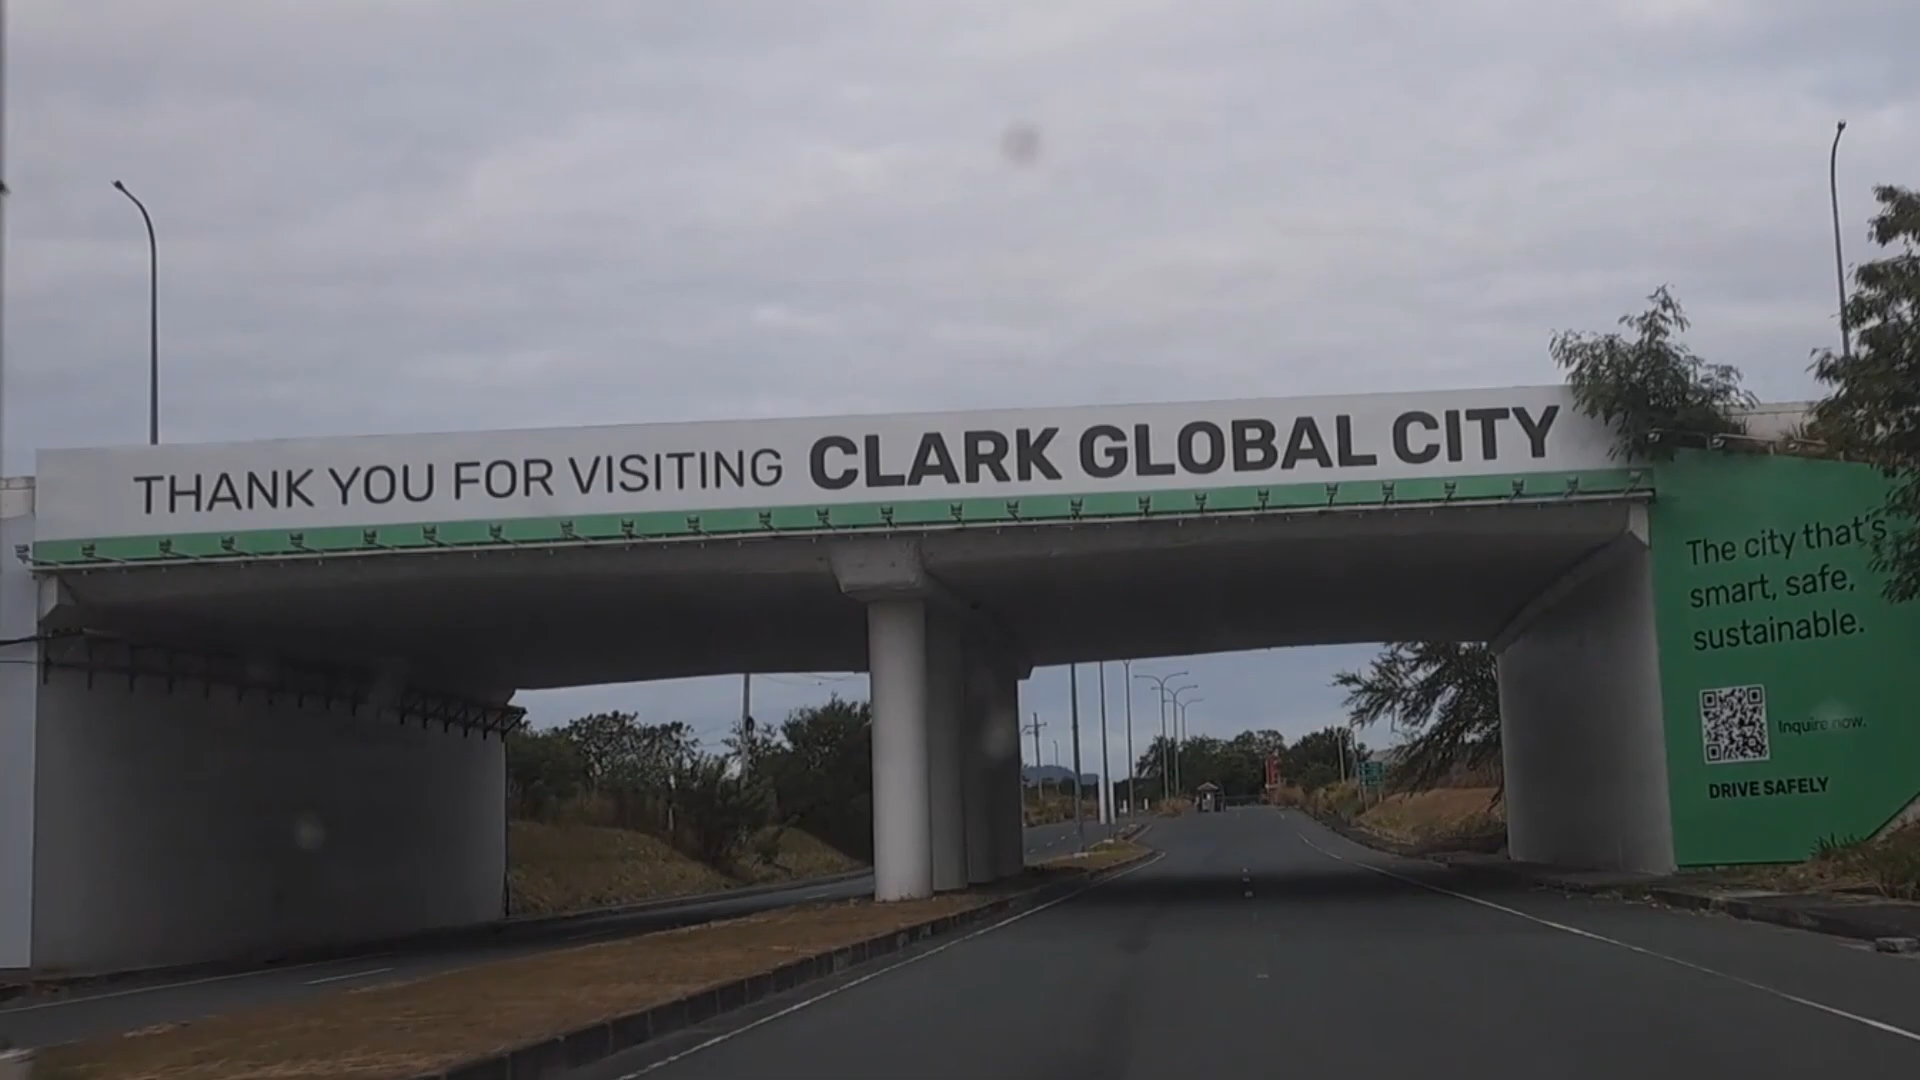 THANK YOU FOR VISITING CLARK GLOBAL CITY
The city that's
smart, safe,
sustainable.
Inquire now.
DRIVE SAFELY